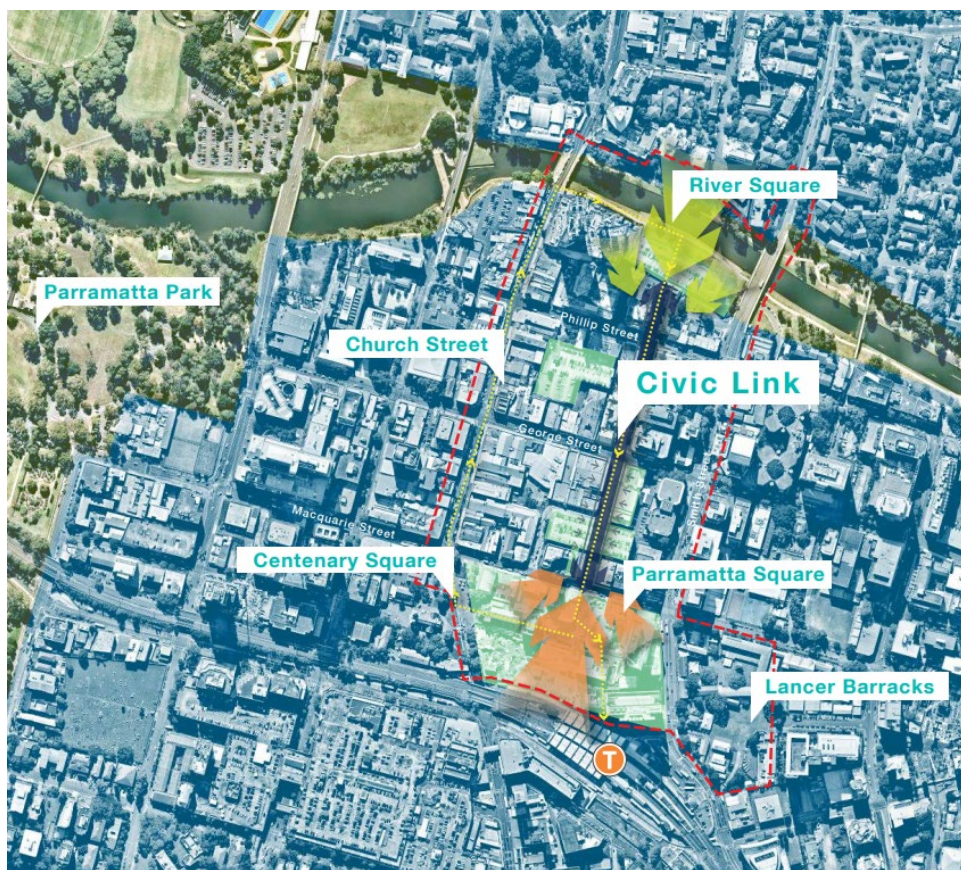 River Square
Parramatta Park
Phillip Street
Church Street
Civic Link
George Street
Macquarie Street
Smith Street
Centenary Square
Parramatta Square
Lancer Barracks
T